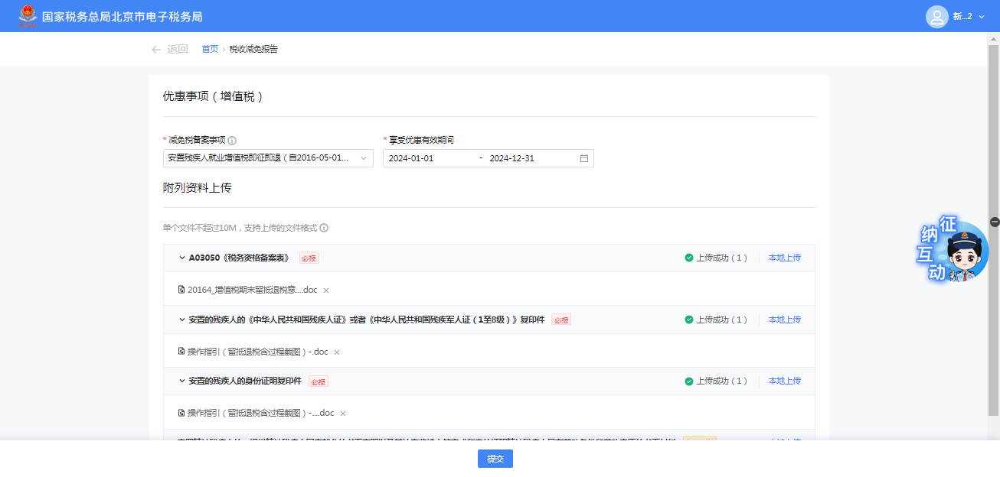 国家税务总局北京市电子税务局
新...2
返回 首页 › 税收减免报告
优惠事项（增值税）
* 减免税备案事项
* 享受优惠有效期间
安置残疾人就业增值税即征即退（自2016-05-01...
2024-01-01 - 2024-12-31
附列资料上传
单个文件不超过10M，支持上传的文件格式
A03050《税务资格备案表》 必报 上传成功（1） 本地上传
20164_增值税期末留抵退税意....doc ×
安置的残疾人的《中华人民共和国残疾人证》或者《中华人民共和国残疾军人证（1至8级）》复印件 必报 上传成功（1） 本地上传
操作指引（留抵退税含过程截图）-.doc ×
安置的残疾人的身份证明复印件 必报 上传成功（1） 本地上传
操作指引（留抵退税含过程截图）-....doc ×
征纳互动
提交